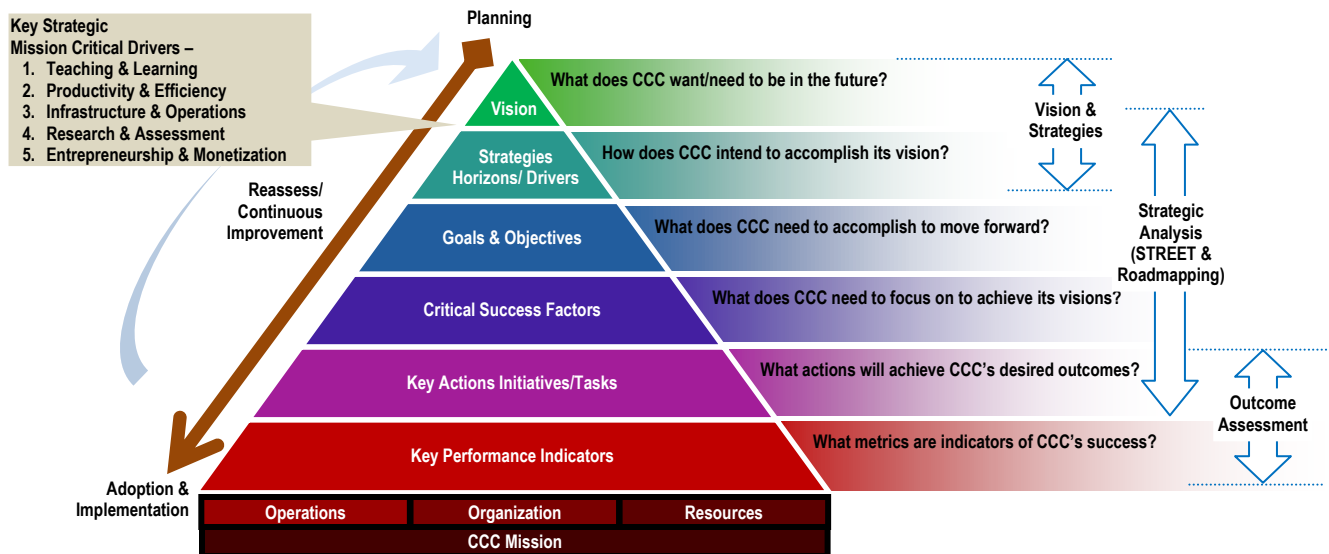 Key Strategic
Mission Critical Drivers –
1. Teaching & Learning
2. Productivity & Efficiency
3. Infrastructure & Operations
4. Research & Assessment
5. Entrepreneurship & Monetization
Planning
Reassess/
Continuous
Improvement
Adoption &
Implementation
Vision
What does CCC want/need to be in the future?
Strategies
Horizons/ Drivers
How does CCC intend to accomplish its vision?
Goals & Objectives
What does CCC need to accomplish to move forward?
Critical Success Factors
What does CCC need to focus on to achieve its visions?
Key Actions Initiatives/Tasks
What actions will achieve CCC's desired outcomes?
Key Performance Indicators
What metrics are indicators of CCC's success?
Operations
Organization
Resources
CCC Mission
Vision &
Strategies
Strategic
Analysis
(STREET &
Roadmapping)
Outcome
Assessment